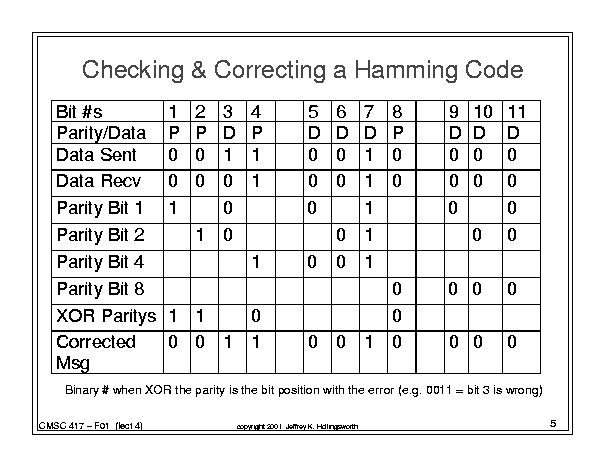 Checking & Correcting a Hamming Code
Bit #s 1 2 3 4 5 6 7 8 9 10 11
Parity/Data P P D P D D D P D D D
Data Sent 0 0 1 1 0 0 1 0 0 0 0
Data Recv 0 0 0 1 0 0 1 0 0 0 0
Parity Bit 1 1 0 0 1 0 0
Parity Bit 2 1 0 0 1 0 0
Parity Bit 4 1 0 0 1
Parity Bit 8 0 0 0 0
XOR Paritys 1 1 0 0
Corrected Msg 0 0 1 1 0 0 1 0 0 0 0
Binary # when XOR the parity is the bit position with the error (e.g. 0011 = bit 3 is wrong)
CMSC 417 – F01 (lect 4) copyright 2001 Jeffrey K. Hollingsworth 5